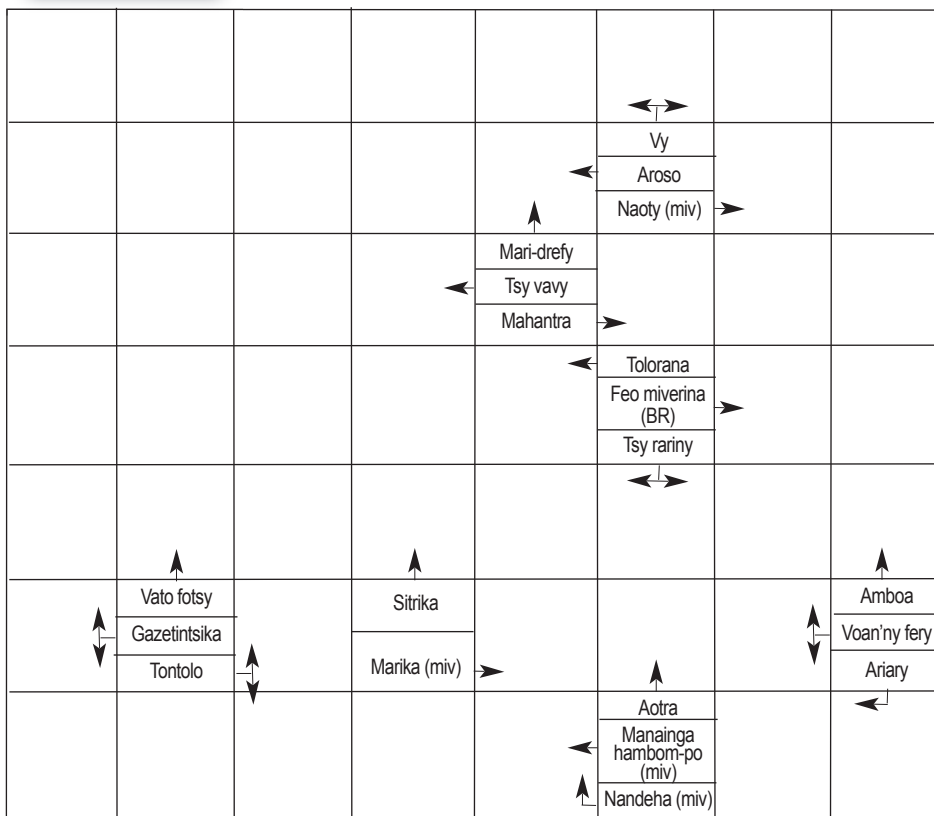 Vy
Aroso
Naoty (miv)
Mari-drefy
Tsy vavy
Mahantra
Tolorana
Feo miverina
(BR)
Tsy rariny
Vato fotsy
Gazetintsika
Tontolo
Sitrika
Marika (miv)
Amboa
Voan'ny fery
Ariary
Aotra
Manainga
hambom-po
(miv)
Nandeha (miv)